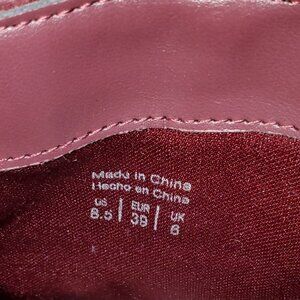 Made in China
Hecho en China
US | EUR | UK
8.5 | 39 | 6